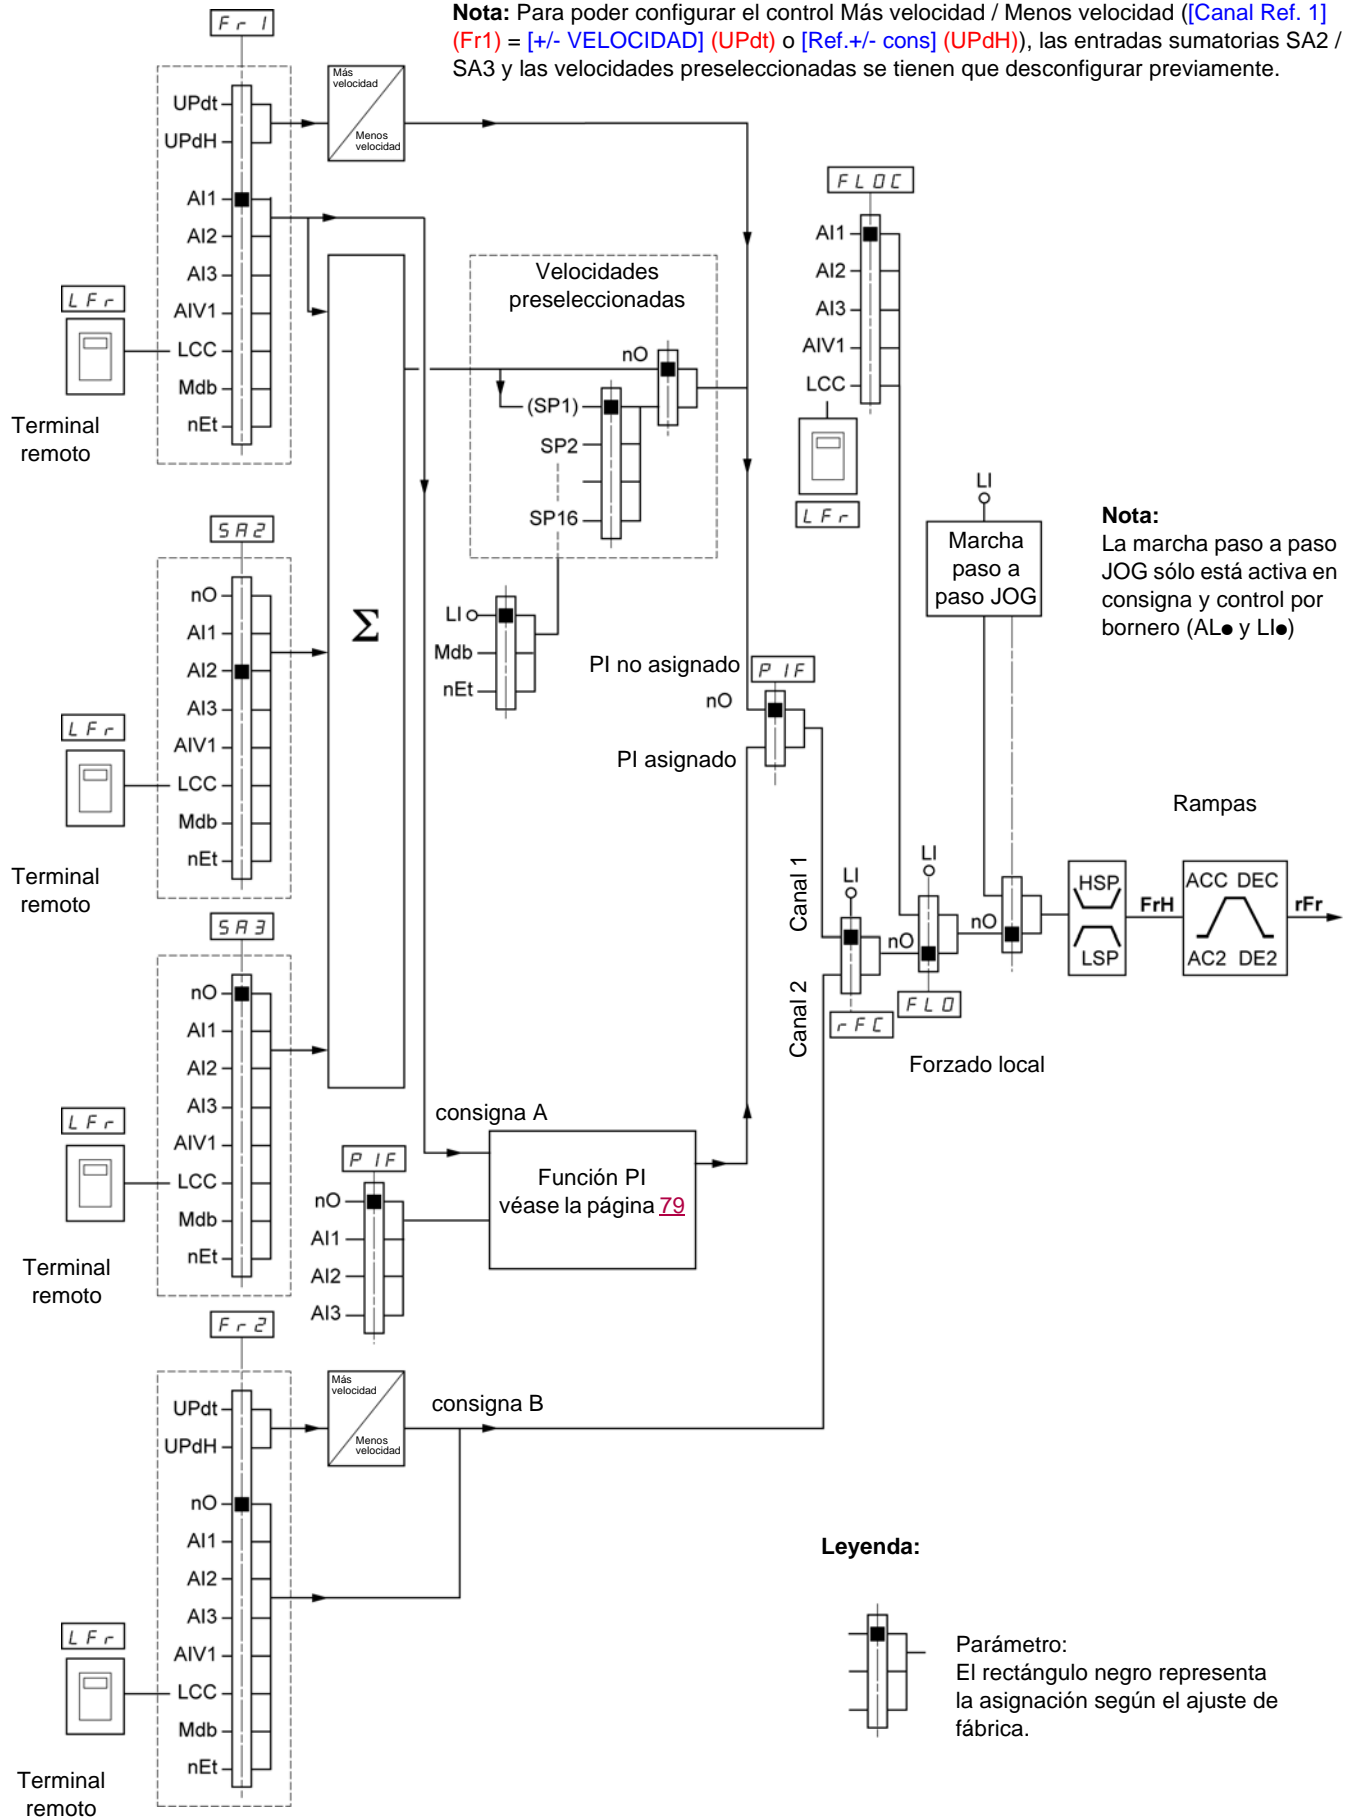 Nota: Para poder configurar el control Más velocidad / Menos velocidad ([Canal Ref. 1]
(Fr1) = [+/- VELOCIDAD] (UPdt) o [Ref.+/- cons] (UPdH)), las entradas sumatorias SA2 /
SA3 y las velocidades preseleccionadas se tienen que desconfigurar previamente.
Fr1
UPdt
UPdH
AI1
AI2
AI3
AIV1
LCC
Mdb
nEt
LFr
Terminal
remoto
Más
velocidad
Menos
velocidad
SA2
nO
AI1
AI2
AI3
AIV1
LCC
Mdb
nEt
LFr
Terminal
remoto
SA3
nO
AI1
AI2
AI3
AIV1
LCC
Mdb
nEt
LFr
Terminal
remoto
Σ
Velocidades
preseleccionadas
nO
(SP1)
SP2
SP16
LI
Mdb
nEt
PI no asignado
PIF
nO
PI asignado
FLOC
AI1
AI2
AI3
AIV1
LCC
LFr
LI
Marcha
paso a
paso JOG
Nota:
La marcha paso a paso
JOG sólo está activa en
consigna y control por
bornero (AL● y LI●)
Rampas
Canal 1
Canal 2
LI
rFC
nO
LI
FLO
nO
Forzado local
HSP
LSP
FrH
ACC DEC
AC2 DE2
rFr
consigna A
PIF
nO
AI1
AI2
AI3
Función PI
véase la página 79
Fr2
UPdt
UPdH
nO
AI1
AI2
AI3
AIV1
LCC
Mdb
nEt
LFr
Terminal
remoto
Más
velocidad
Menos
velocidad
consigna B
Leyenda:
Parámetro:
El rectángulo negro representa
la asignación según el ajuste de
fábrica.